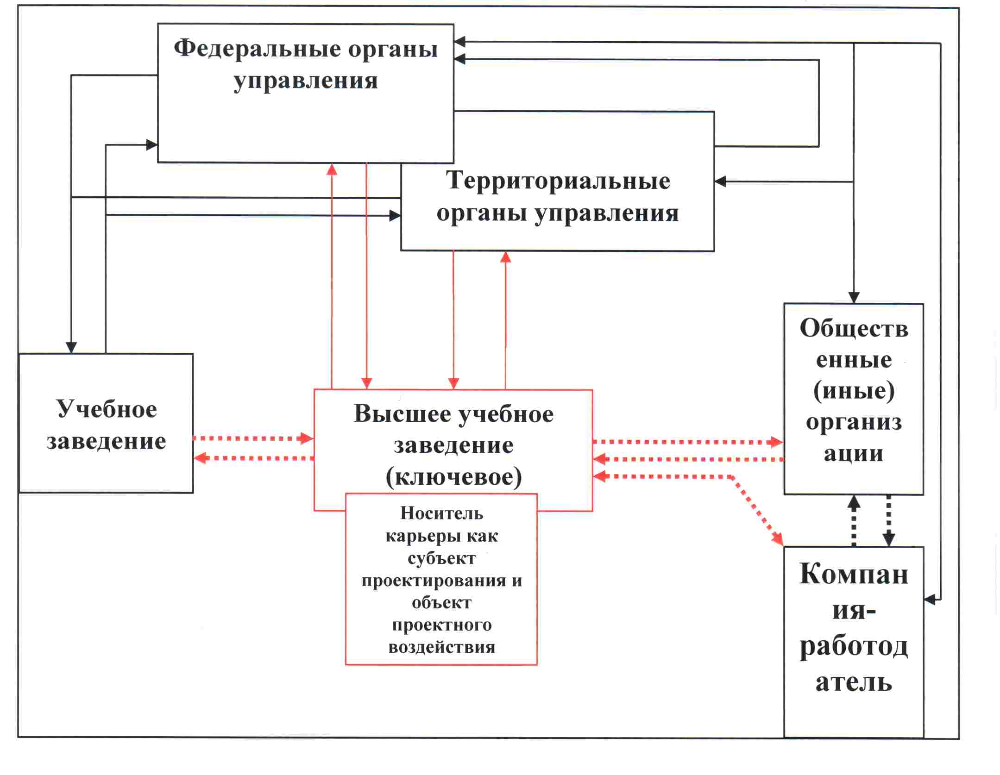 Федеральные органы
управления
Территориальные
органы управления
Обществ
енные
(иные)
организ
ации
Учебное
заведение
Высшее учебное
заведение
(ключевое)
Носитель
карьеры как
субъект
проектирования и
объект
проектного
воздействия
Компан
ия-
работод
атель